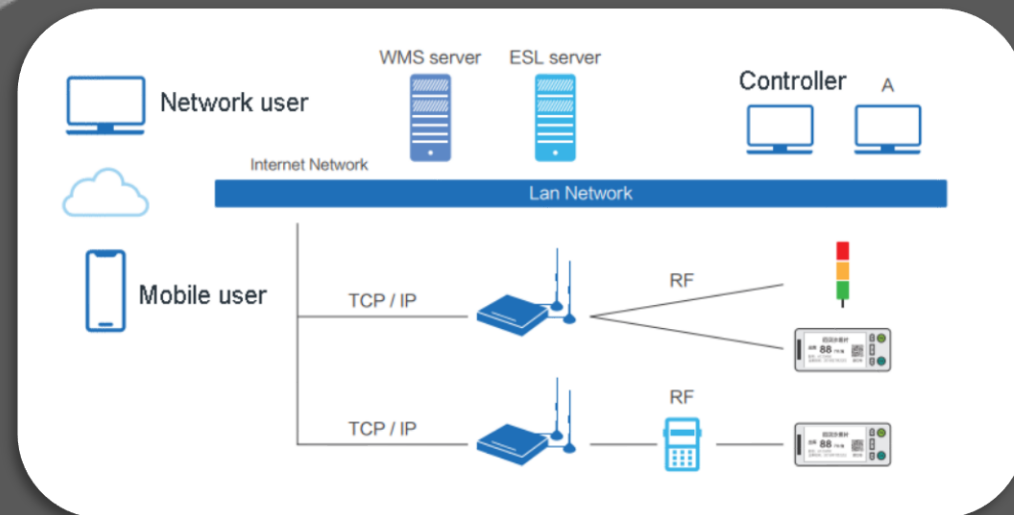 WMS server
ESL server
Controller
A
Network user
Internet Network
Lan Network
Mobile user
TCP / IP
RF
88
TCP / IP
RF
88